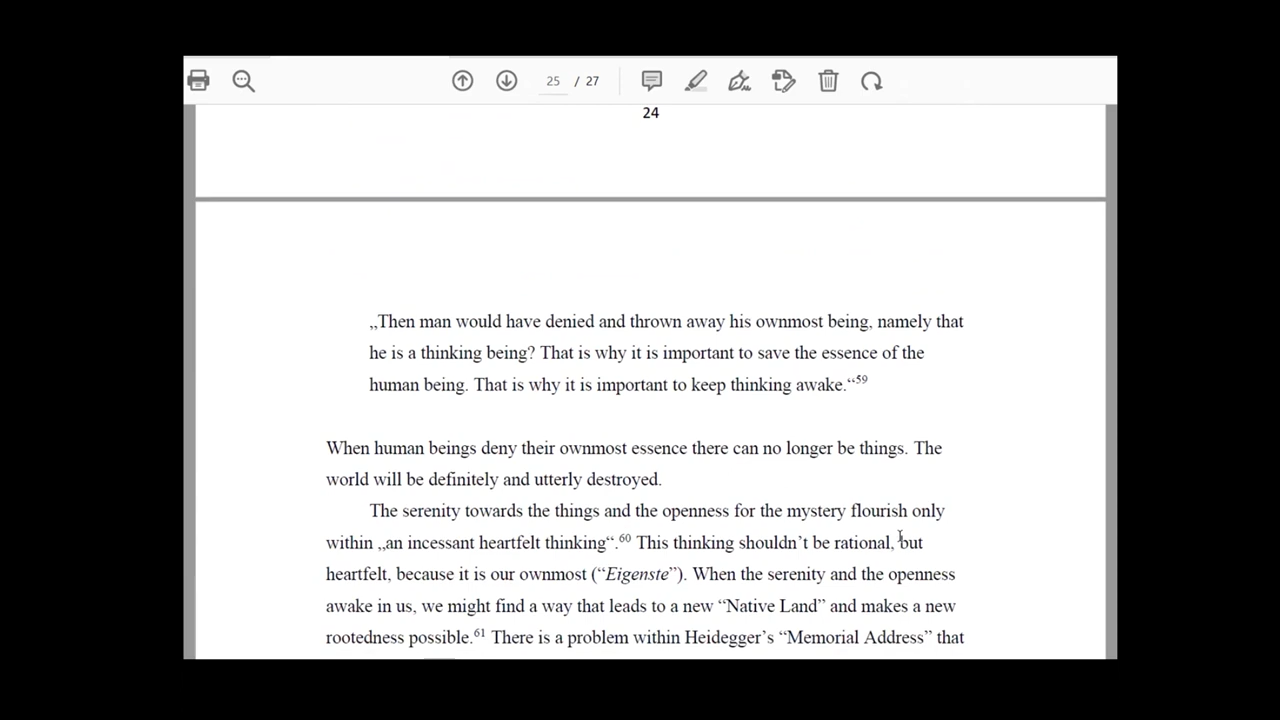 25 / 27
24
„Then man would have denied and thrown away his ownmost being, namely that
he is a thinking being? That is why it is important to save the essence of the
human being. That is why it is important to keep thinking awake.“59
When human beings deny their ownmost essence there can no longer be things. The
world will be definitely and utterly destroyed.
The serenity towards the things and the openness for the mystery flourish only
within „an incessant heartfelt thinking“.60 This thinking shouldn’t be rational, but
heartfelt, because it is our ownmost (“Eigenste”). When the serenity and the openness
awake in us, we might find a way that leads to a new “Native Land” and makes a new
rootedness possible.61 There is a problem within Heidegger’s “Memorial Address” that